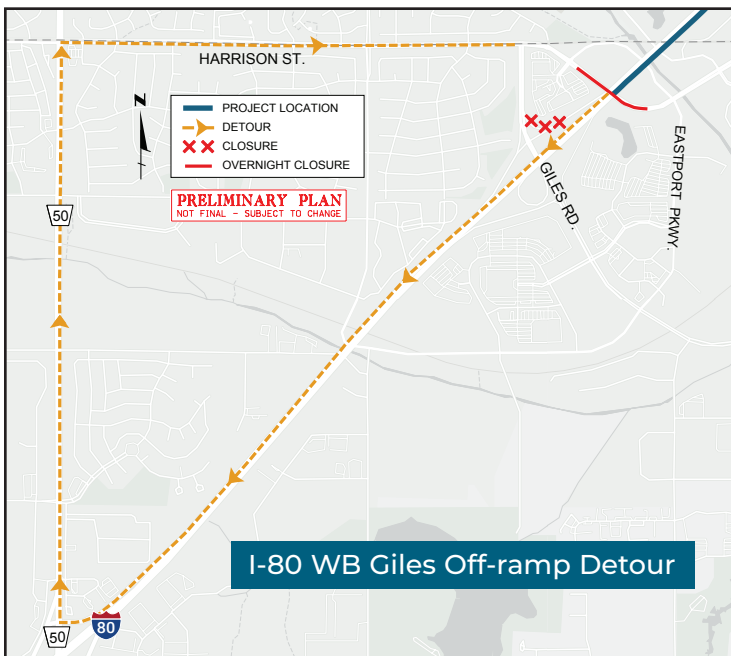 HARRISON ST.
N
PROJECT LOCATION
DETOUR
CLOSURE
OVERNIGHT CLOSURE
PRELIMINARY PLAN
NOT FINAL - SUBJECT TO CHANGE
EASTPORT PKWY.
GILES RD.
50
I-80 WB Giles Off-ramp Detour
50
80